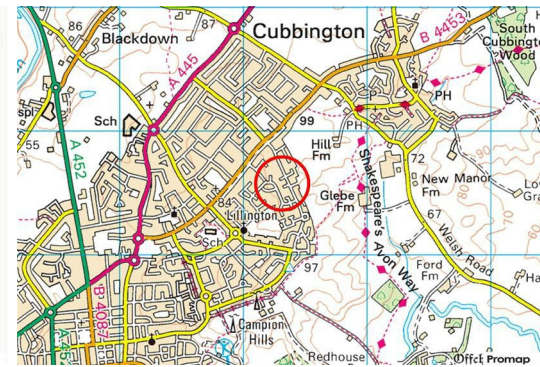 86
87
Cubbington
Blackdown
B 4453
South
Cubbington
Wood
A 445
P
PH
Sch
99
PH
Hill
Fm
55
A 452
72
New Manor
Fm
Shakespeare's Avon Way
Glebe
Fm
84
Lillington
67
Sch
Welsh Road
97
Ford
Fm
B 4087
Campion
Hills
Redhouse
Promap